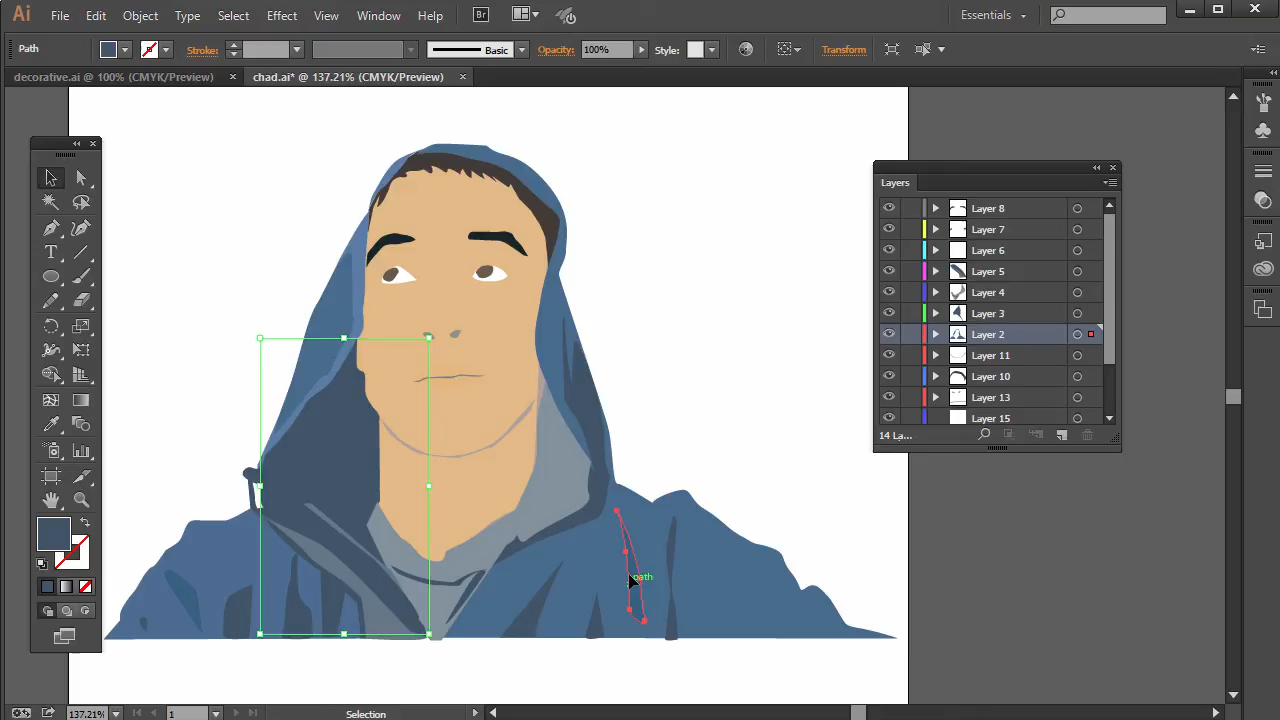 Ai File Edit Object Type Select Effect View Window Help Br Essentials
Path Stroke: Basic Opacity: 100% Style: Transform
decorative.ai @ 100% (CMYK/Preview) × chad.ai* @ 137.21% (CMYK/Preview) ×
Layers
Layer 8
Layer 7
Layer 6
Layer 5
Layer 4
Layer 3
Layer 2
Layer 11
Layer 10
Layer 13
Layer 15
14 La...
path
137.21% 1 Selection